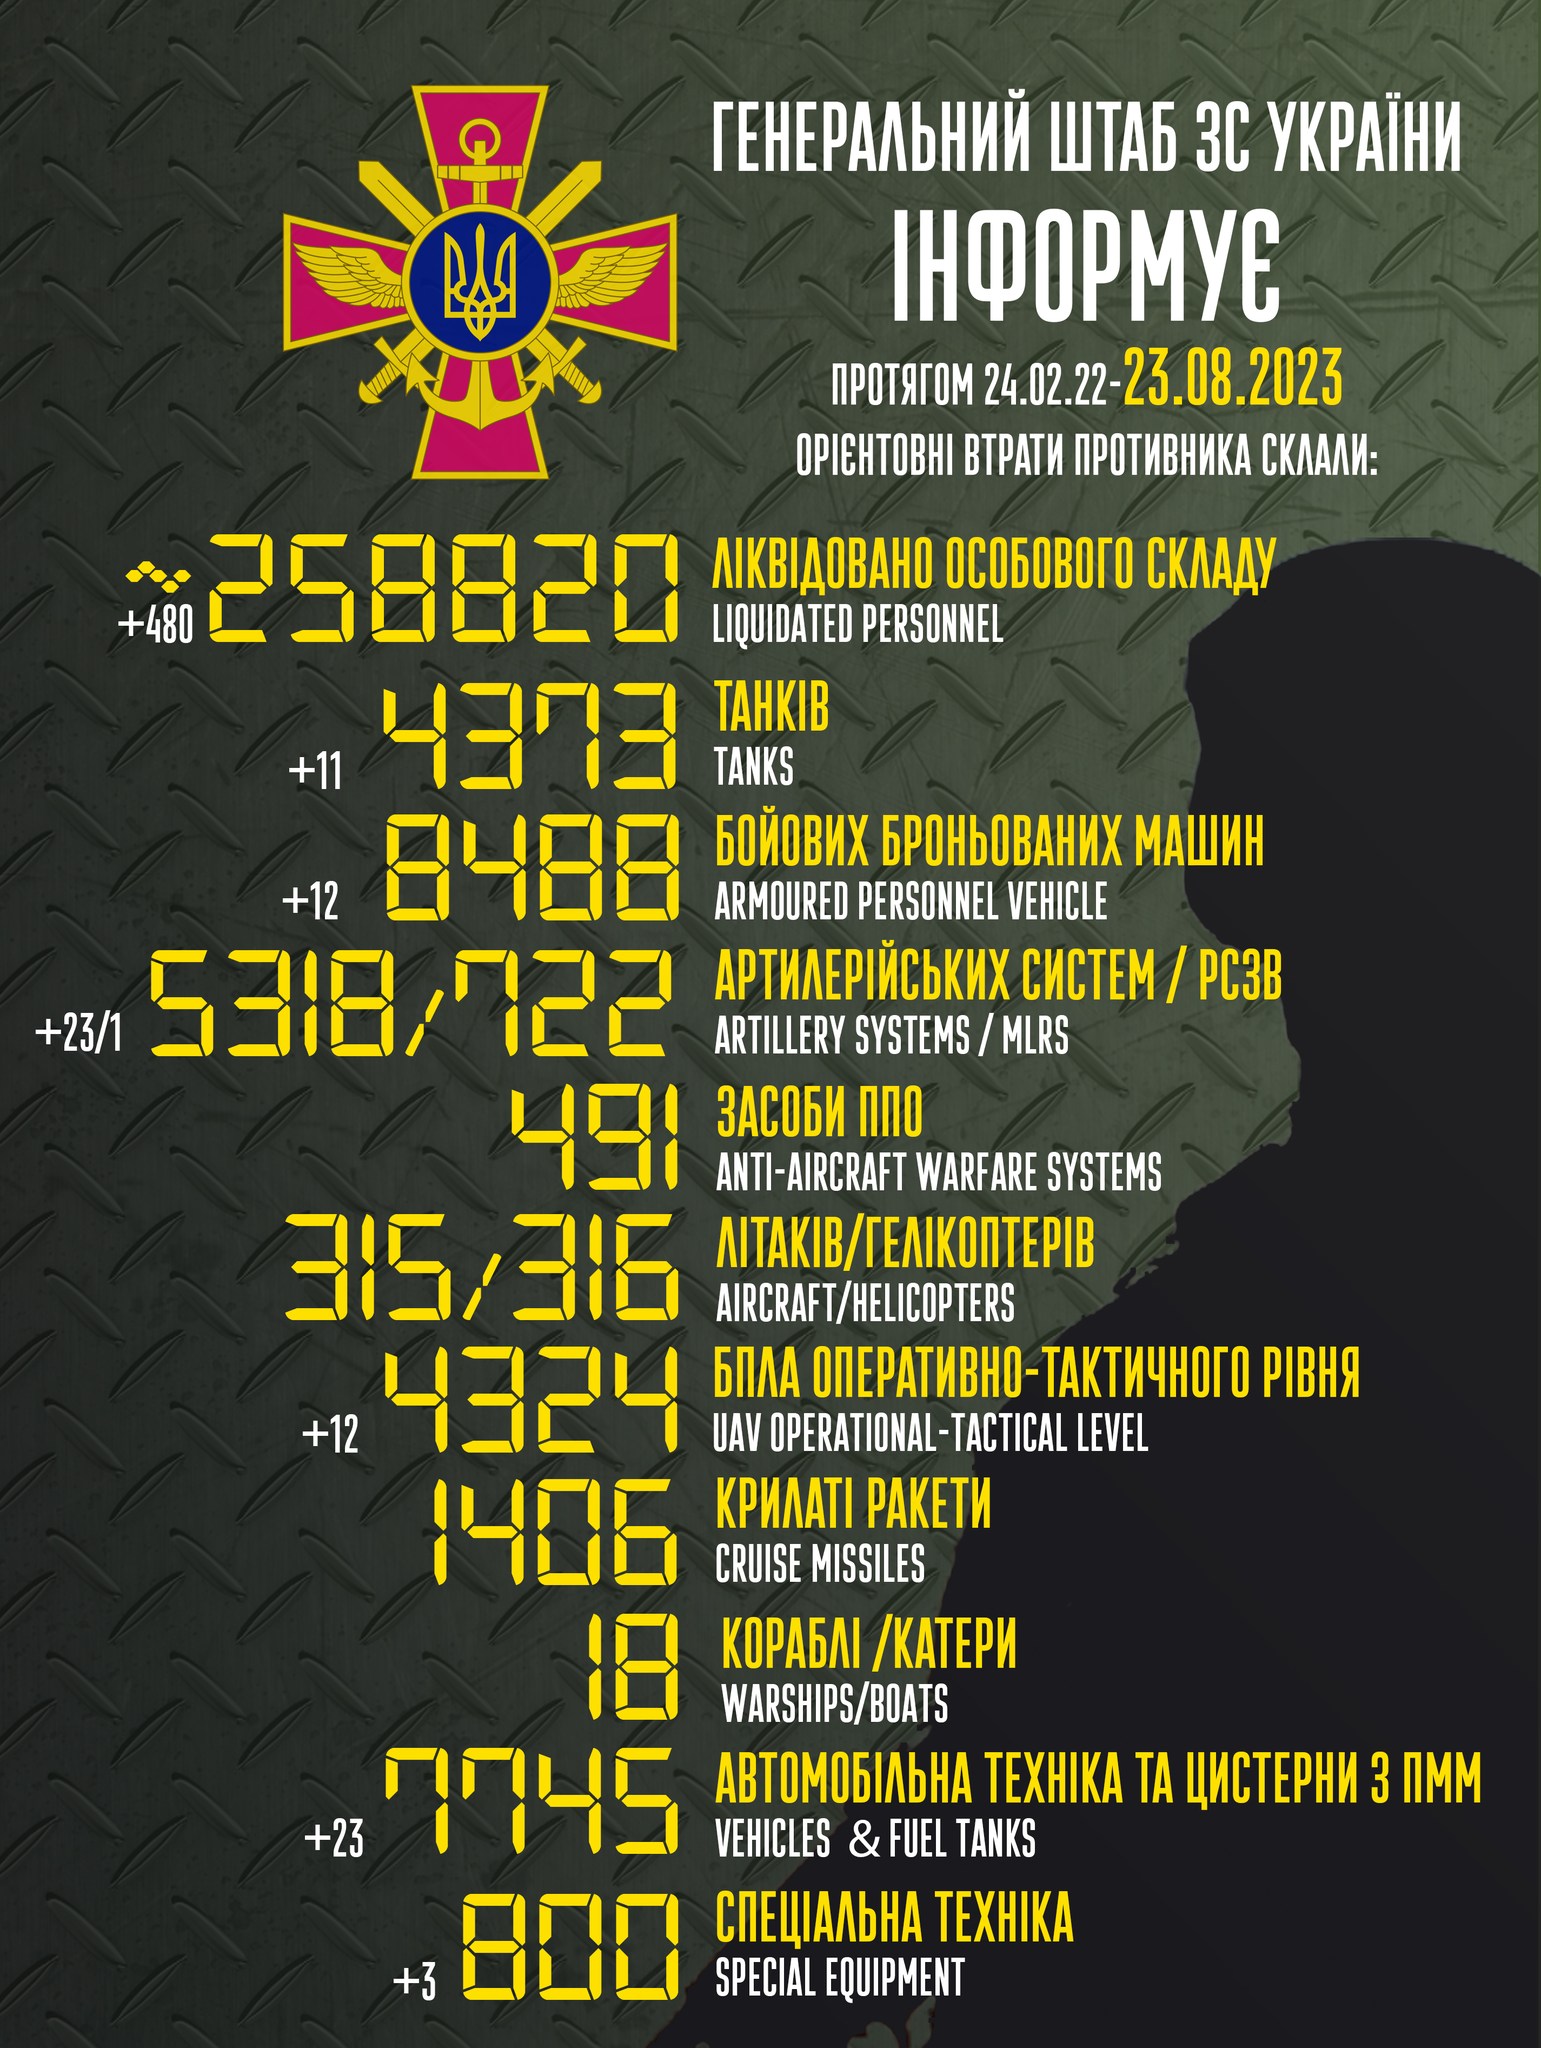 ГЕНЕРАЛЬНИЙ ШТАБ ЗС УКРАЇНИ
ІНФОРМУЄ
ПРОТЯГОМ 24.02.22-23.08.2023
ОРІЄНТОВНІ ВТРАТИ ПРОТИВНИКА СКЛАЛИ:
~258820 ЛІКВІДОВАНО ОСОБОВОГО СКЛАДУ
+480 LIQUIDATED PERSONNEL
4373 ТАНКІВ
+11 TANKS
8488 БОЙОВИХ БРОНЬОВАНИХ МАШИН
+12 ARMOURED PERSONNEL VEHICLE
5318/722 АРТИЛЕРІЙСЬКИХ СИСТЕМ / РСЗВ
+23/1 ARTILLERY SYSTEMS / MLRS
491 ЗАСОБИ ППО
ANTI-AIRCRAFT WARFARE SYSTEMS
315/316 ЛІТАКІВ/ГЕЛІКОПТЕРІВ
AIRCRAFT/HELICOPTERS
4324 БПЛА ОПЕРАТИВНО-ТАКТИЧНОГО РІВНЯ
+12 UAV OPERATIONAL-TACTICAL LEVEL
1406 КРИЛАТІ РАКЕТИ
CRUISE MISSILES
18 КОРАБЛІ /КАТЕРИ
WARSHIPS/BOATS
7745 АВТОМОБІЛЬНА ТЕХНІКА ТА ЦИСТЕРНИ З ПММ
+23 VEHICLES & FUEL TANKS
800 СПЕЦІАЛЬНА ТЕХНІКА
+3 SPECIAL EQUIPMENT